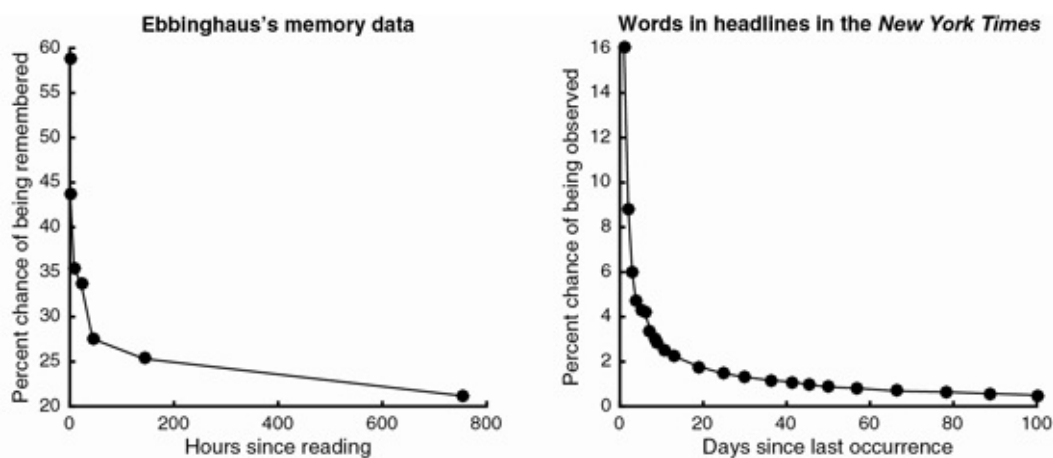 Ebbinghaus's memory data
Percent chance of being remembered
60
55
50
45
40
35
30
25
20
0 200 400 600 800
Hours since reading
Words in headlines in the New York Times
Percent chance of being observed
16
14
12
10
8
6
4
2
0
0 20 40 60 80 100
Days since last occurrence